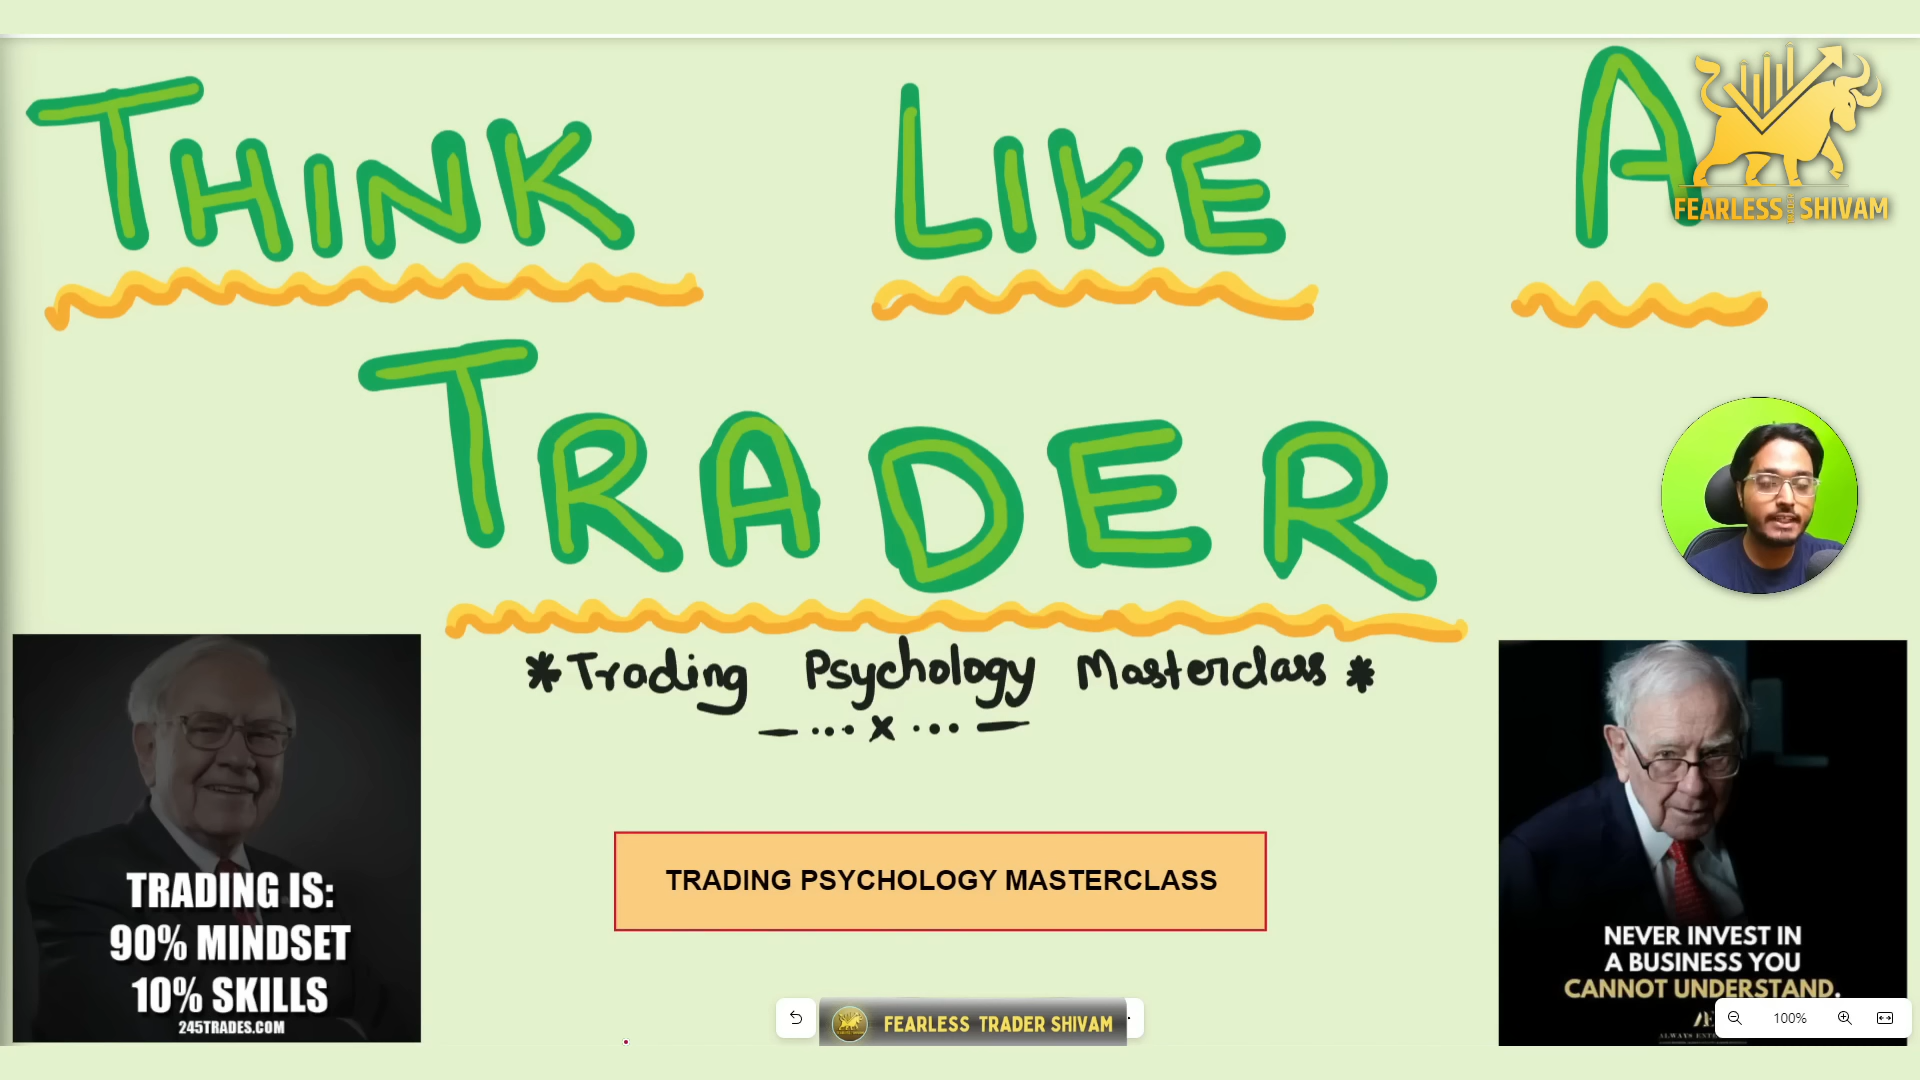 THINK LIKE A
TRADER
FEARLESS SHIVAM
*Trading Psychology Masterclass*
TRADING PSYCHOLOGY MASTERCLASS
TRADING IS:
90% MINDSET
10% SKILLS
245TRADES.COM
NEVER INVEST IN
A BUSINESS YOU
CANNOT UNDERSTAND.
FEARLESS TRADER SHIVAM
100%